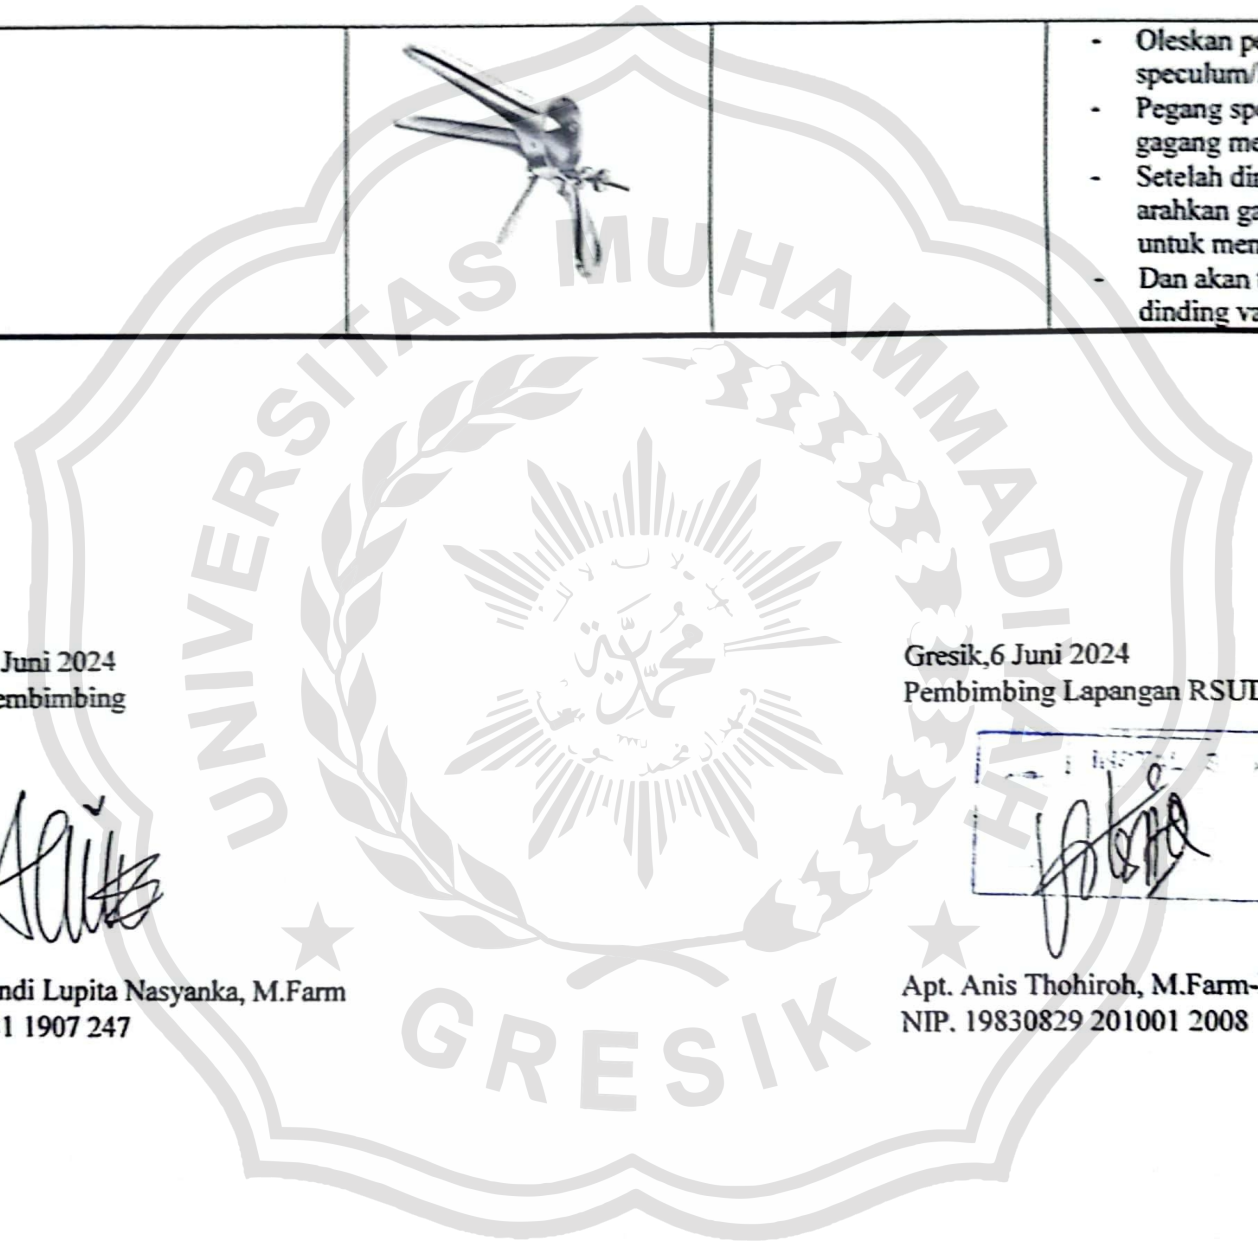 - Oleskan pe
speculum/
- Pegang spe
gagang me
- Setelah dir
arahkan ga
untuk men
- Dan akan
dinding va
UNIVERSITAS MUHAMMADIYAH
GRESIK
Juni 2024
embimbing
ndi Lupita Nasyanka, M.Farm
1 1907 247
Gresik,6 Juni 2024
Pembimbing Lapangan RSUD
Apt. Anis Thohiroh, M.Farm-
NIP. 19830829 201001 2008